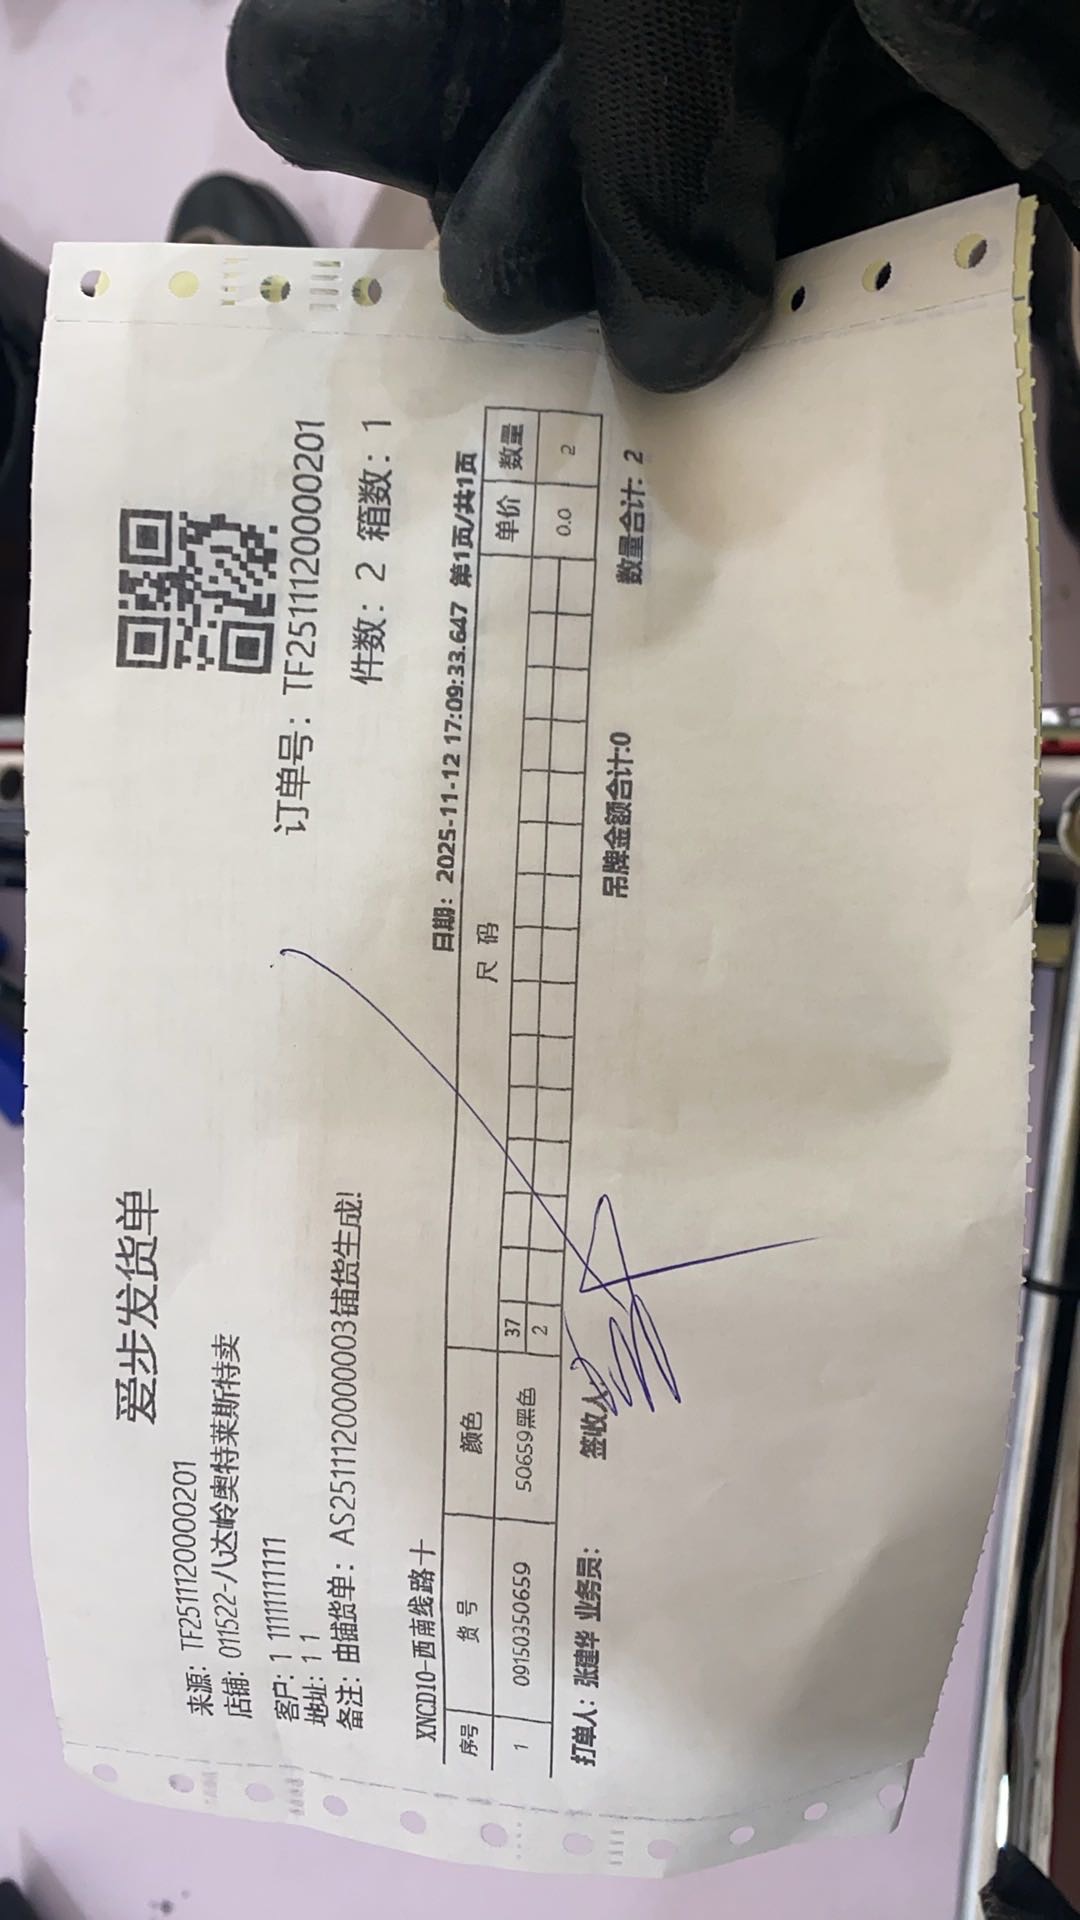 爱步发货单
来源: TF2511120000201
店铺: 011522-八达岭奥特莱斯特卖
订单号: TF2511120000201
客户: 1 11111111111
地址: 1 1
件数: 2 箱数: 1
备注: 由铺货单: AS2511120000003铺货生成!
XNCD10-西南线路十
日期: 2025-11-12 17:09:33.647 第1页/共1页
序号 货号 颜色 尺码 单价 数量
37
1 09150350659 50659黑色 2 0.0 2
打单人: 张建华 业务员: 签收人: 吊牌金额合计:0 数量合计: 2